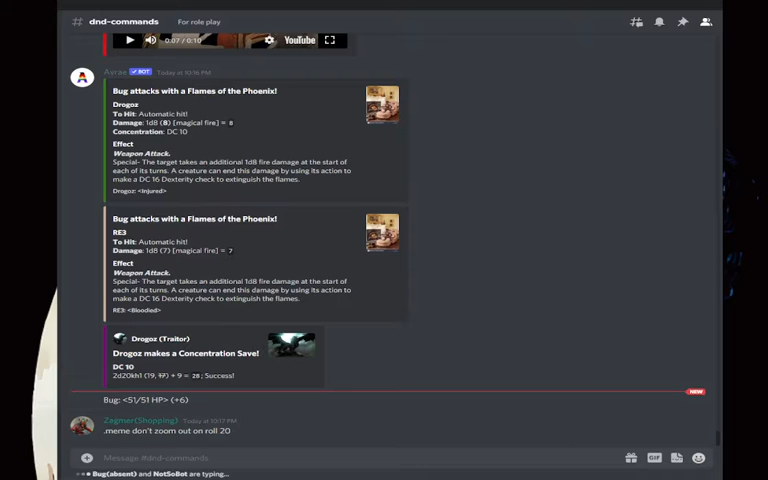 # dnd-commands For role play
0:07 / 0:10 YouTube
Asrae BOT Today at 10:16 PM
Bug attacks with a Flames of the Phoenix!
Drogoz
To Hit: Automatic hit!
Damage: 1d8 (8) [magical fire] = 8
Concentration: DC 10
Effect
Weapon Attack.
Special- The target takes an additional 1d8 fire damage at the start
of each of its turns. A creature can end this damage by using its action to
make a DC 16 Dexterity check to extinguish the flames.
Drogoz: <Injured>
Bug attacks with a Flames of the Phoenix!
RE3
To Hit: Automatic hit!
Damage: 1d8 (7) [magical fire] = 7
Effect
Weapon Attack.
Special- The target takes an additional 1d8 fire damage at the start
of each of its turns. A creature can end this damage by using its action to
make a DC 16 Dexterity check to extinguish the flames.
RE3: <Bloodied>
Drogoz (Traitor)
Drogoz makes a Concentration Save!
DC 10
2d20kh1 (19, 17) + 9 = 28; Success!
NEW
Bug: <51/51 HP> (+6)
Zagmer(Shopping) Today at 10:17 PM
.meme don't zoom out on roll 20
Message #dnd-commands
GIF
Bug(absent) and NotSoBot are typing...